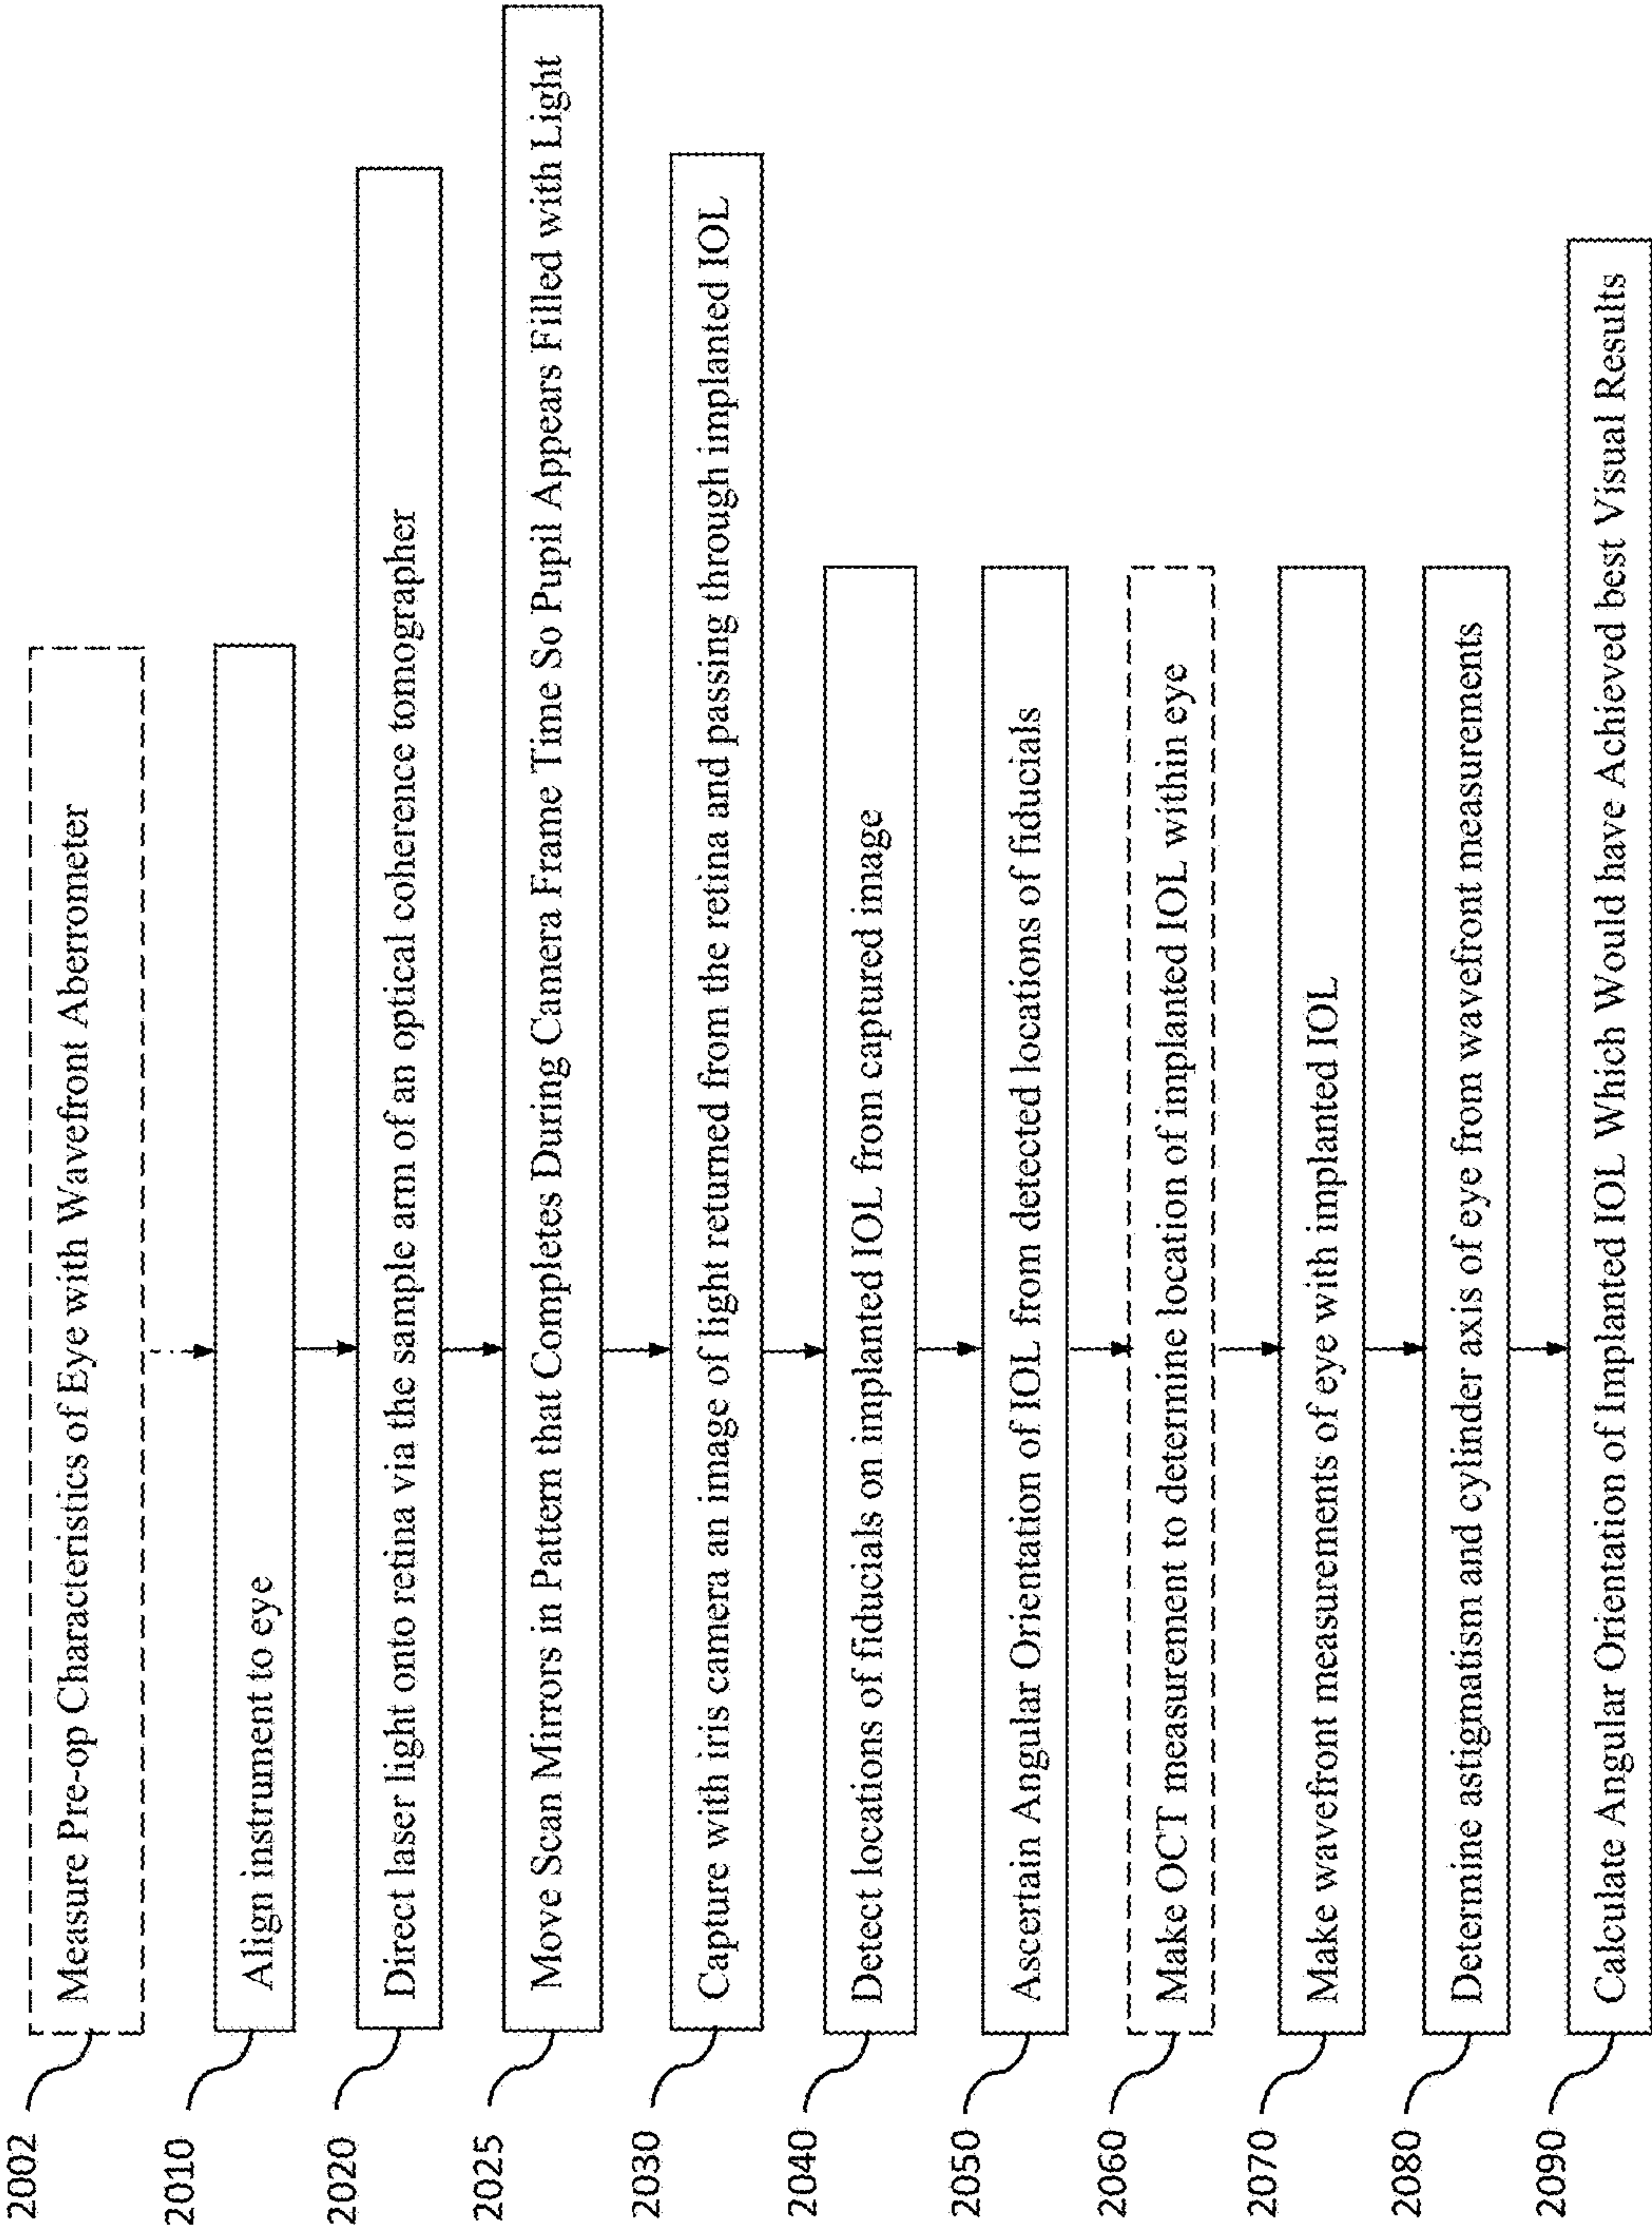 2002
Measure Pre-op Characteristics of Eye with Wavefront Aberrometer
2010
Align instrument to eye
2020
Direct laser light onto retina via the sample arm of an optical coherence tomographer
2025
Move Scan Mirrors in Pattern that Completes During Camera Frame Time So Pupil Appears Filled with Light
2030
Capture with iris camera an image of light returned from the retina and passing through implanted IOL
2040
Detect locations of fiducials on implanted IOL from captured image
2050
Ascertain Angular Orientation of IOL from detected locations of fiducials
2060
Make OCT measurement to determine location of implanted IOL within eye
2070
Make wavefront measurements of eye with implanted IOL
2080
Determine astigmatism and cylinder axis of eye from wavefront measurements
2090
Calculate Angular Orientation of Implanted IOL Which Would have Achieved best Visual Results